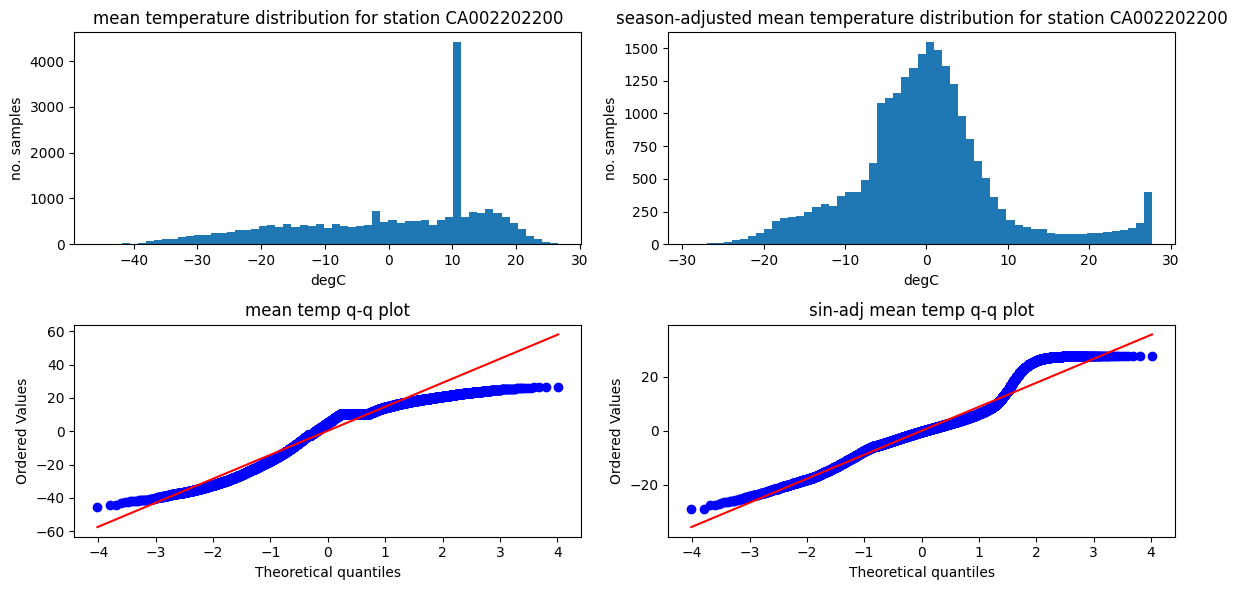 mean temperature distribution for station CA002202200
no. samples
4000
3000
2000
1000
0
−40 −30 −20 −10 0 10 20 30
degC
season-adjusted mean temperature distribution for station CA002202200
no. samples
1500
1250
1000
750
500
250
0
−30 −20 −10 0 10 20 30
degC
mean temp q-q plot
Ordered Values
60
40
20
0
−20
−40
−60
−4 −3 −2 −1 0 1 2 3 4
Theoretical quantiles
sin-adj mean temp q-q plot
Ordered Values
20
0
−20
−4 −3 −2 −1 0 1 2 3 4
Theoretical quantiles